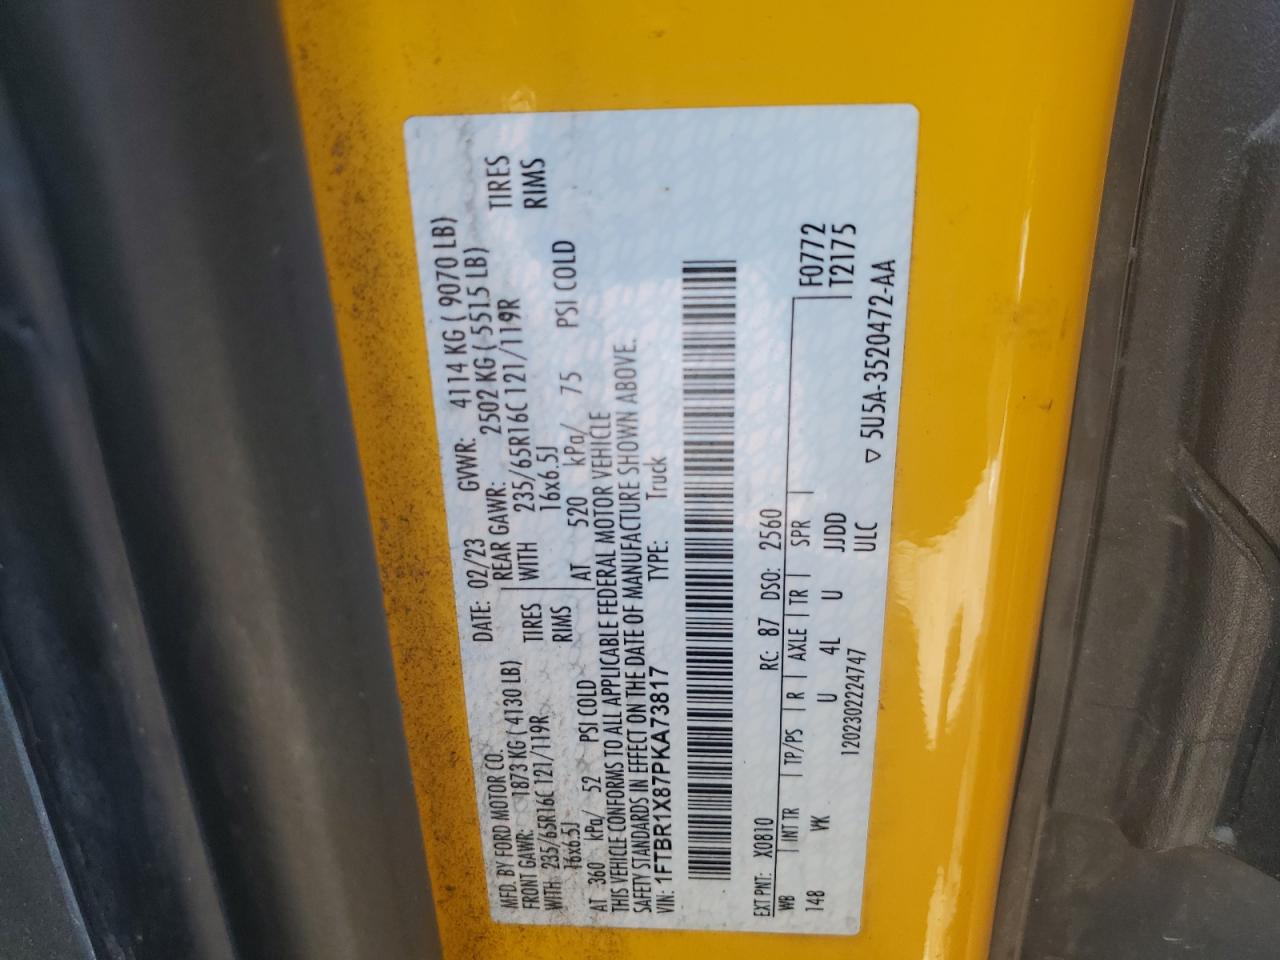 MFD. BY FORD MOTOR CO.
DATE: 02/23 GVWR: 4114 KG ( 9070 LB)
FRONT GAWR: 1873 KG ( 4130 LB) REAR GAWR: 2502 KG ( 5515 LB)
WITH 235/65R16C 121/119R TIRES WITH 235/65R16C 121/119R TIRES
16x6.5J RIMS 16x6.5J RIMS
AT 360 kPa/ 52 PSI COLD AT 520 kPa/ 75 PSI COLD
THIS VEHICLE CONFORMS TO ALL APPLICABLE FEDERAL MOTOR VEHICLE
SAFETY STANDARDS IN EFFECT ON THE DATE OF MANUFACTURE SHOWN ABOVE.
VIN: 1FTBR1X87PKA73817 TYPE: Truck
EXT PNT: X0810 RC: 87 DSO: 2560
WB | INT TR | TP/PS | R | AXLE | TR | SPR | F0772
148 VK U 4L U JJDD T2175
1202302224747 ULC
▽ 5U5A-3520472-AA